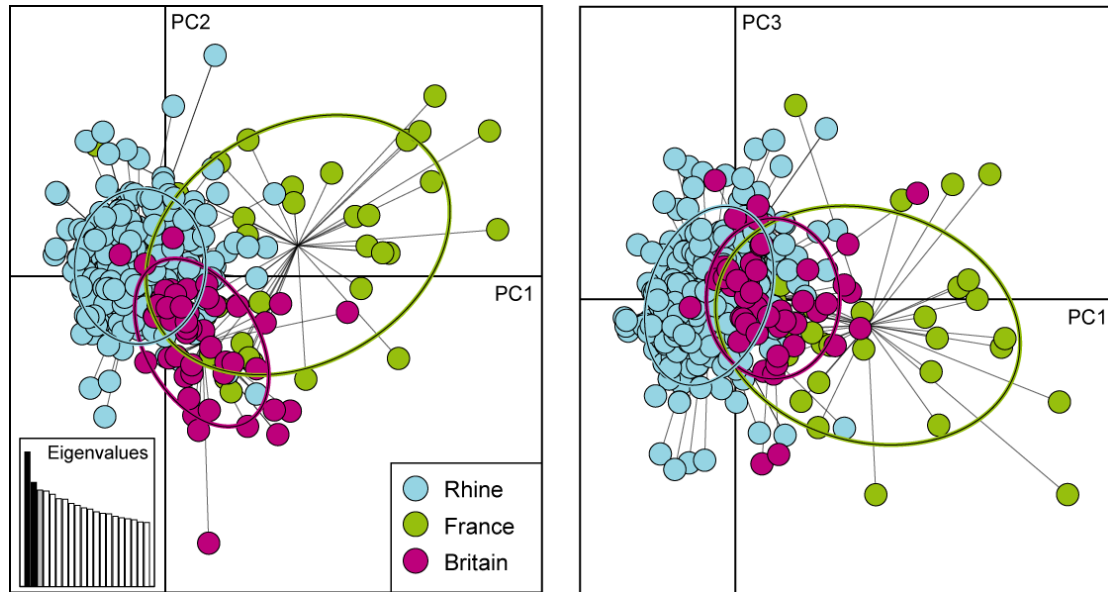 PC2
PC1
Eigenvalues
Rhine
France
Britain
PC3
PC1